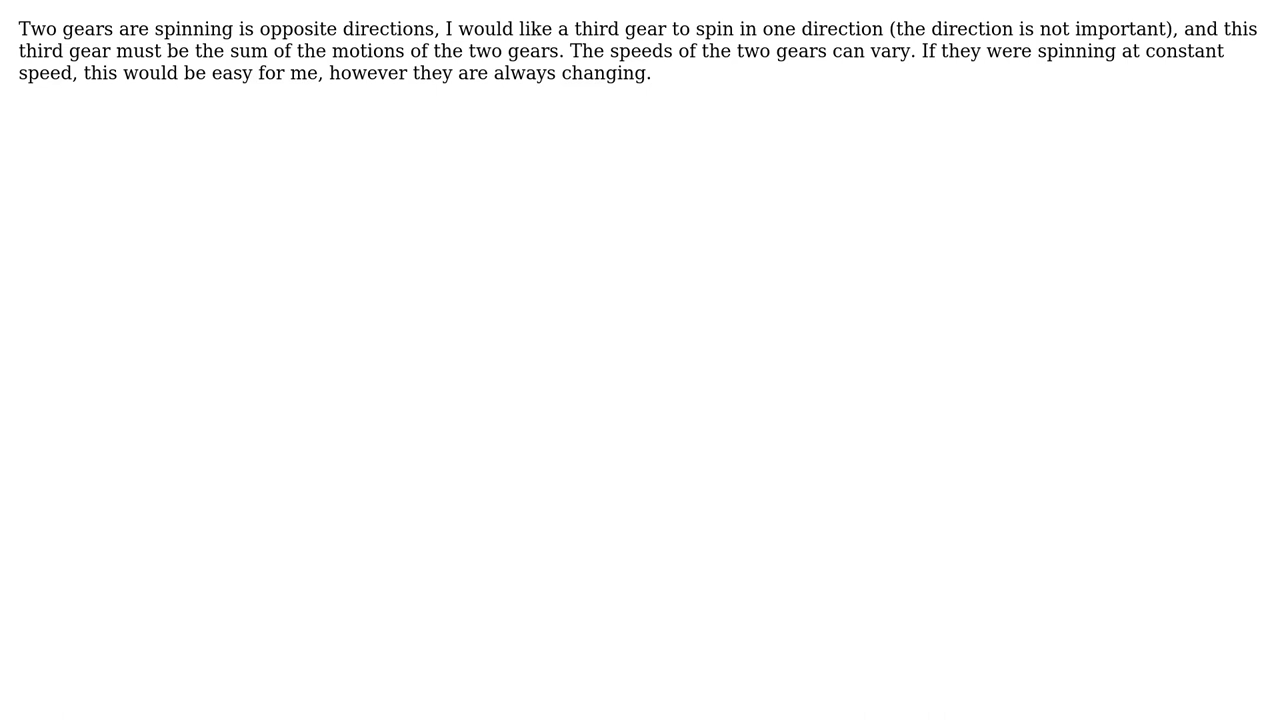 Two gears are spinning is opposite directions, I would like a third gear to spin in one direction (the direction is not important), and this
third gear must be the sum of the motions of the two gears. The speeds of the two gears can vary. If they were spinning at constant
speed, this would be easy for me, however they are always changing.